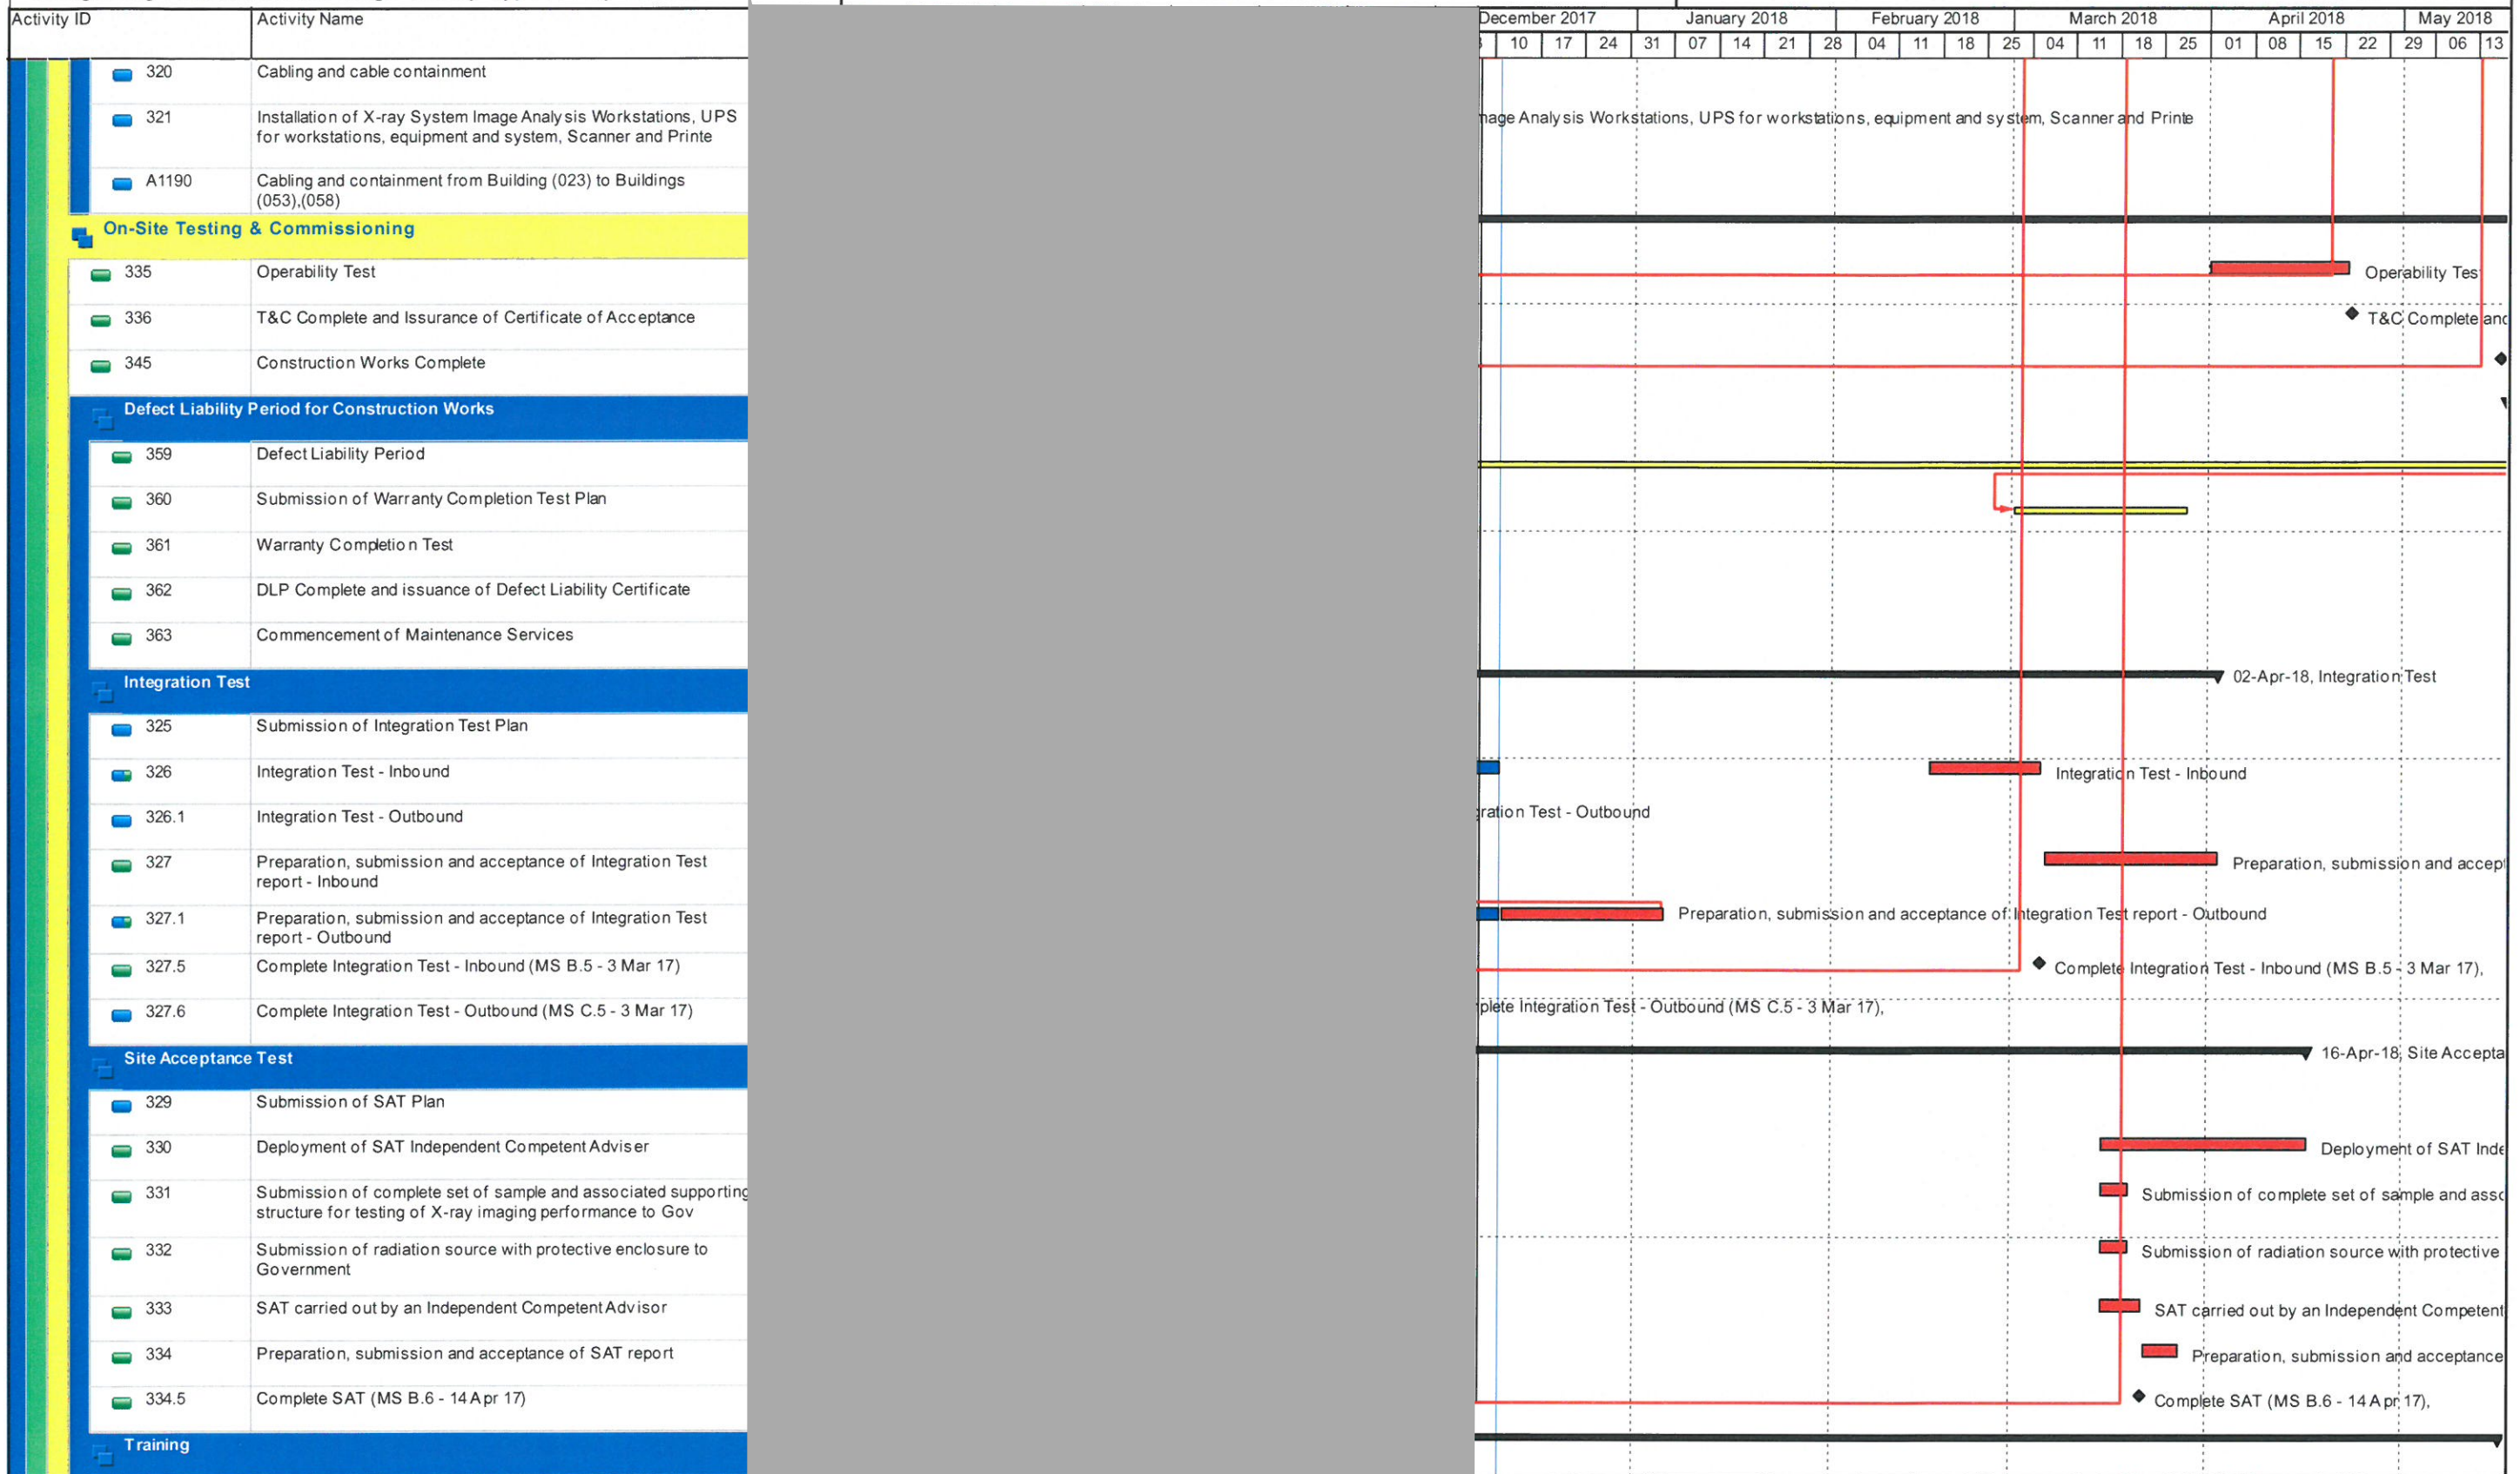 Activity ID Activity Name December 2017 January 2018 February 2018 March 2018 April 2018 May 2018
10 17 24 31 07 14 21 28 04 11 18 25 04 11 18 25 01 08 15 22 29 06 13
320 Cabling and cable containment
321 Installation of X-ray System Image Analysis Workstations, UPS
for workstations, equipment and system, Scanner and Printe
mage Analysis Workstations, UPS for workstations, equipment and system, Scanner and Printe
A1190 Cabling and containment from Building (023) to Buildings
(053),(058)
On-Site Testing & Commissioning
335 Operability Test Operability Test
336 T&C Complete and Issurance of Certificate of Acceptance T&C Complete and
345 Construction Works Complete
Defect Liability Period for Construction Works
359 Defect Liability Period
360 Submission of Warranty Completion Test Plan
361 Warranty Completion Test
362 DLP Complete and issuance of Defect Liability Certificate
363 Commencement of Maintenance Services
Integration Test 02-Apr-18, Integration Test
325 Submission of Integration Test Plan
326 Integration Test - Inbound Integration Test - Inbound
326.1 Integration Test - Outbound gration Test - Outbound
327 Preparation, submission and acceptance of Integration Test
report - Inbound
Preparation, submission and accept
327.1 Preparation, submission and acceptance of Integration Test
report - Outbound
Preparation, submission and acceptance of Integration Test report - Outbound
327.5 Complete Integration Test - Inbound (MS B.5 - 3 Mar 17) Complete Integration Test - Inbound (MS B.5 - 3 Mar 17),
327.6 Complete Integration Test - Outbound (MS C.5 - 3 Mar 17) plete Integration Test - Outbound (MS C.5 - 3 Mar 17),
Site Acceptance Test 16-Apr-18, Site Accepta
329 Submission of SAT Plan
330 Deployment of SAT Independent Competent Adviser Deployment of SAT Inde
331 Submission of complete set of sample and associated supporting
structure for testing of X-ray imaging performance to Gov
Submission of complete set of sample and asso
332 Submission of radiation source with protective enclosure to
Government
Submission of radiation source with protective
333 SAT carried out by an Independent Competent Advisor SAT carried out by an Independent Competent
334 Preparation, submission and acceptance of SAT report Preparation, submission and acceptance
334.5 Complete SAT (MS B.6 - 14 Apr 17) Complete SAT (MS B.6 - 14 Apr 17),
Training